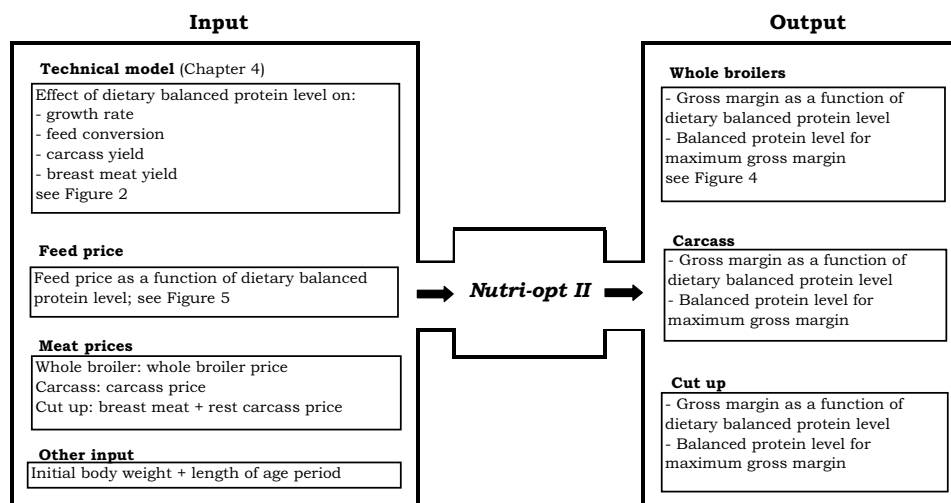 Input
Technical model (Chapter 4)
Effect of dietary balanced protein level on:
- growth rate
- feed conversion
- carcass yield
- breast meat yield
see Figure 2
Feed price
Feed price as a function of dietary balanced
protein level; see Figure 5
Meat prices
Whole broiler: whole broiler price
Carcass: carcass price
Cut up: breast meat + rest carcass price
Other input
Initial body weight + length of age period
Nutri-opt II
Output
Whole broilers
- Gross margin as a function of
dietary balanced protein level
- Balanced protein level for
maximum gross margin
see Figure 4
Carcass
- Gross margin as a function of
dietary balanced protein level
- Balanced protein level for
maximum gross margin
Cut up
- Gross margin as a function of
dietary balanced protein level
- Balanced protein level for
maximum gross margin